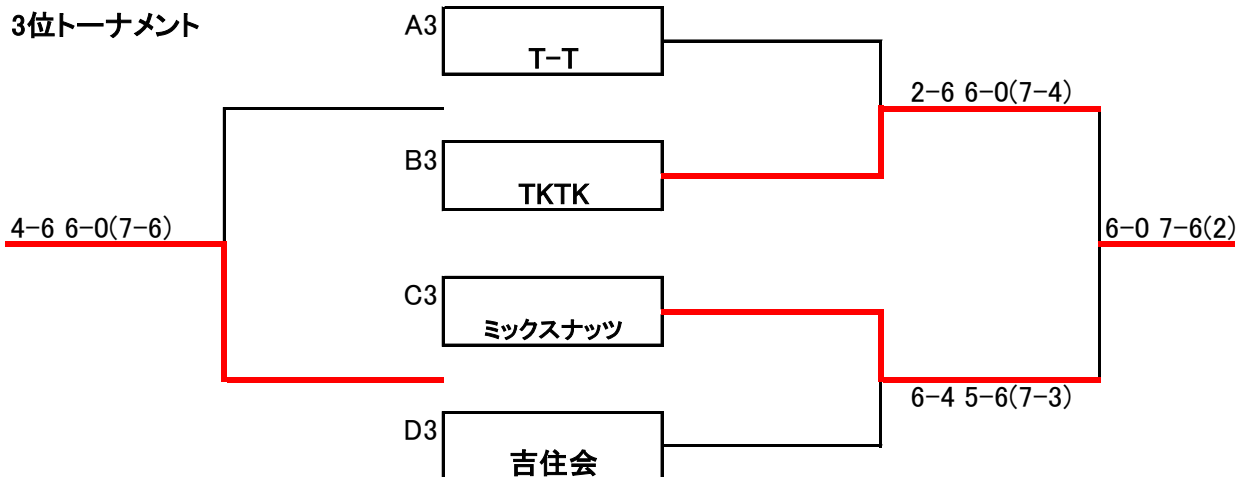 3位トーナメント
A3
T-T
2-6 6-0(7-4)
B3
TKTK
4-6 6-0(7-6)
6-0 7-6(2)
C3
ミックスナッツ
6-4 5-6(7-3)
D3
吉住会